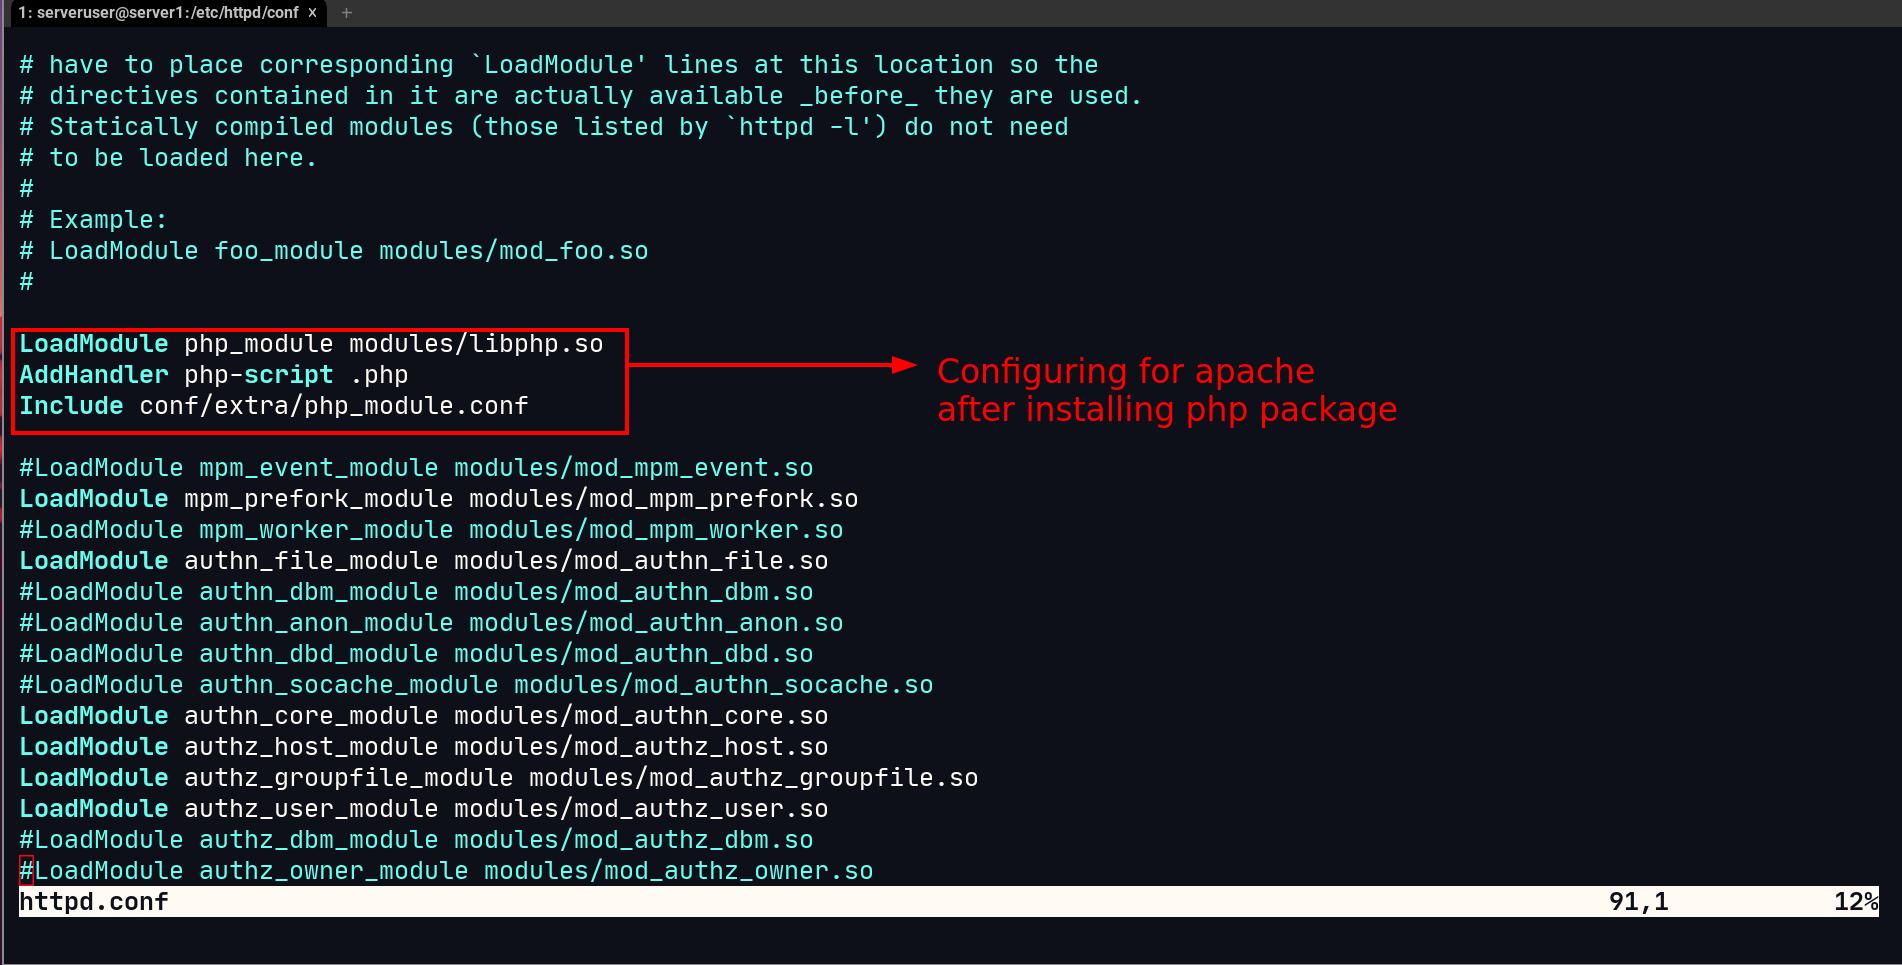 1: serveruser@server1:/etc/httpd/conf × +
# have to place corresponding `LoadModule' lines at this location so the
# directives contained in it are actually available _before_ they are used.
# Statically compiled modules (those listed by `httpd -l') do not need
# to be loaded here.
#
# Example:
# LoadModule foo_module modules/mod_foo.so
#
LoadModule php_module modules/libphp.so
AddHandler php-script .php
Include conf/extra/php_module.conf
Configuring for apache
after installing php package
#LoadModule mpm_event_module modules/mod_mpm_event.so
LoadModule mpm_prefork_module modules/mod_mpm_prefork.so
#LoadModule mpm_worker_module modules/mod_mpm_worker.so
LoadModule authn_file_module modules/mod_authn_file.so
#LoadModule authn_dbm_module modules/mod_authn_dbm.so
#LoadModule authn_anon_module modules/mod_authn_anon.so
#LoadModule authn_dbd_module modules/mod_authn_dbd.so
#LoadModule authn_socache_module modules/mod_authn_socache.so
LoadModule authn_core_module modules/mod_authn_core.so
LoadModule authz_host_module modules/mod_authz_host.so
LoadModule authz_groupfile_module modules/mod_authz_groupfile.so
LoadModule authz_user_module modules/mod_authz_user.so
#LoadModule authz_dbm_module modules/mod_authz_dbm.so
#LoadModule authz_owner_module modules/mod_authz_owner.so
httpd.conf 91,1 12%